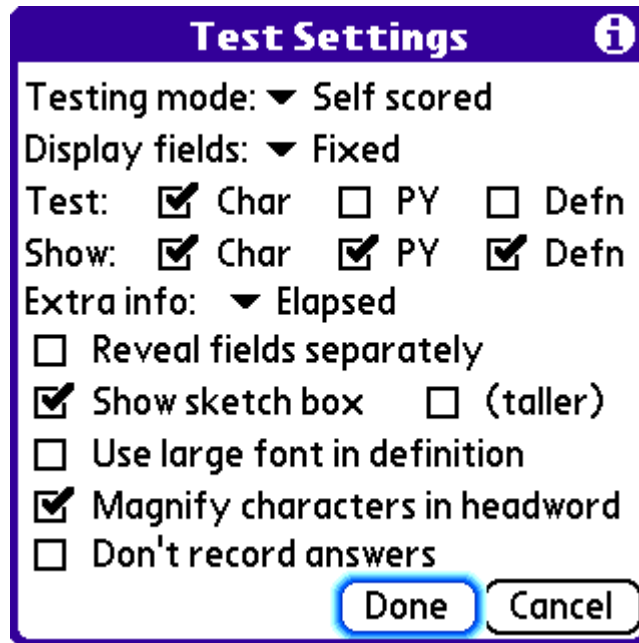 Test Settings i
Testing mode: Self scored
Display fields: Fixed
Test: Char PY Defn
Show: Char PY Defn
Extra info: Elapsed
Reveal fields separately
Show sketch box (taller)
Use large font in definition
Magnify characters in headword
Don't record answers
Done Cancel